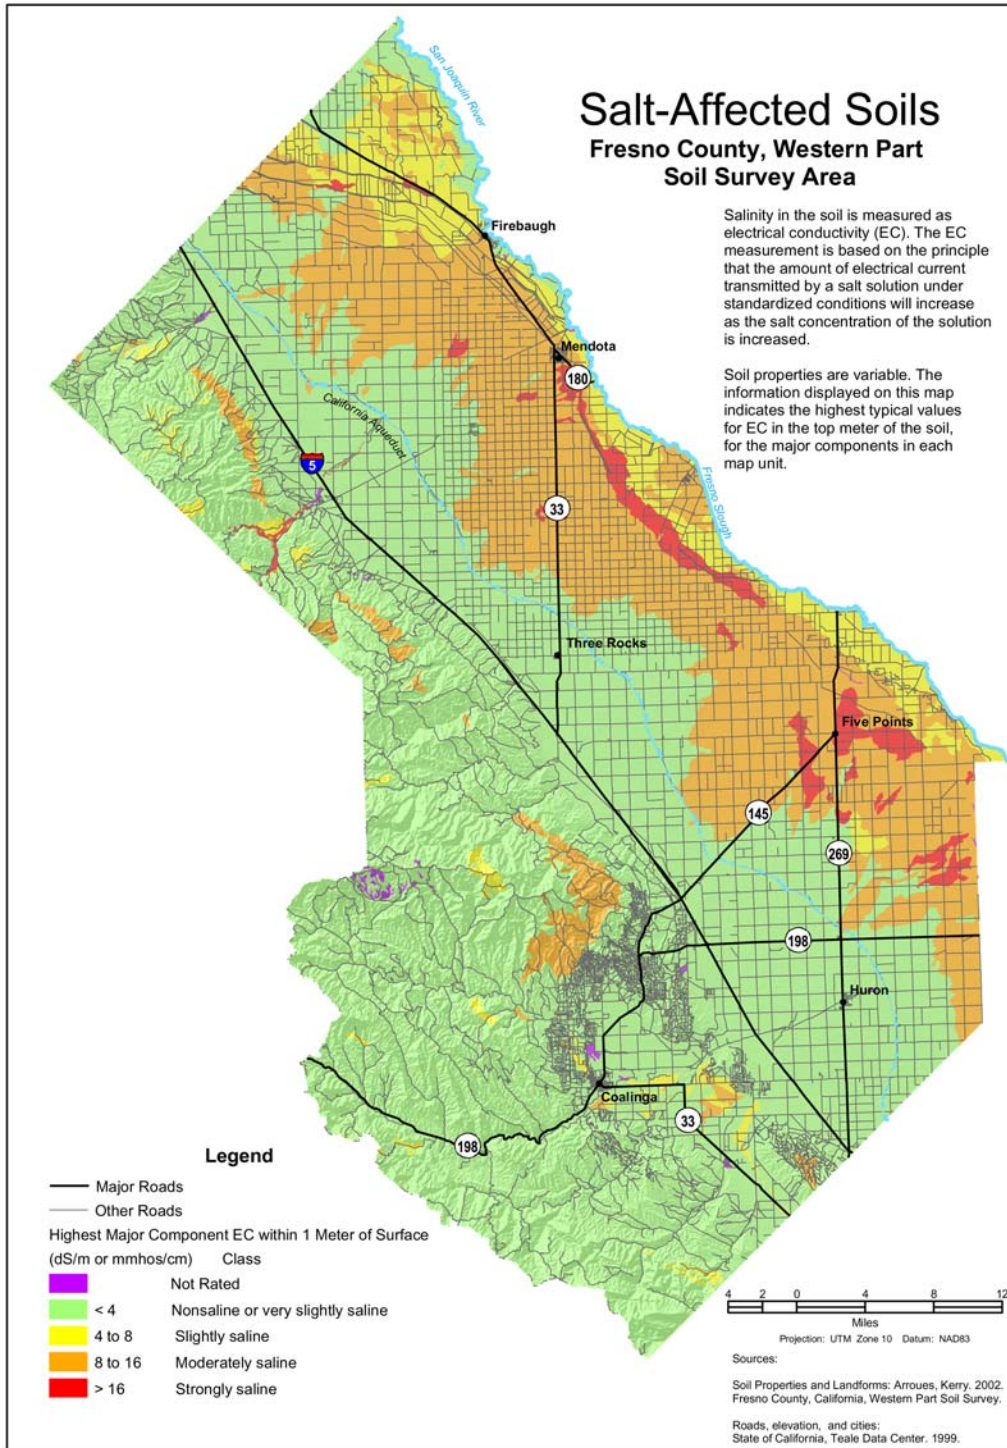 Salt-Affected Soils
Fresno County, Western Part
Soil Survey Area
Salinity in the soil is measured as
electrical conductivity (EC). The EC
measurement is based on the principle
that the amount of electrical current
transmitted by a salt solution under
standardized conditions will increase
as the salt concentration of the solution
is increased.
Soil properties are variable. The
information displayed on this map
indicates the highest typical values
for EC in the top meter of the soil,
for the major components in each
map unit.
San Joaquin River
Firebaugh
Mendota
180
California Aqueduct
5
33
Fresno Slough
Three Rocks
Five Points
145
269
198
Huron
Coalinga
33
198
Legend
Major Roads
Other Roads
Highest Major Component EC within 1 Meter of Surface
(dS/m or mmhos/cm) Class
Not Rated
< 4 Nonsaline or very slightly saline
4 to 8 Slightly saline
8 to 16 Moderately saline
> 16 Strongly saline
4 2 0 4 8 12
Miles
Projection: UTM Zone 10 Datum: NAD83
Sources:
Soil Properties and Landforms: Arroues, Kerry. 2002.
Fresno County, California, Western Part Soil Survey.
Roads, elevation, and cities:
State of California, Teale Data Center. 1999.